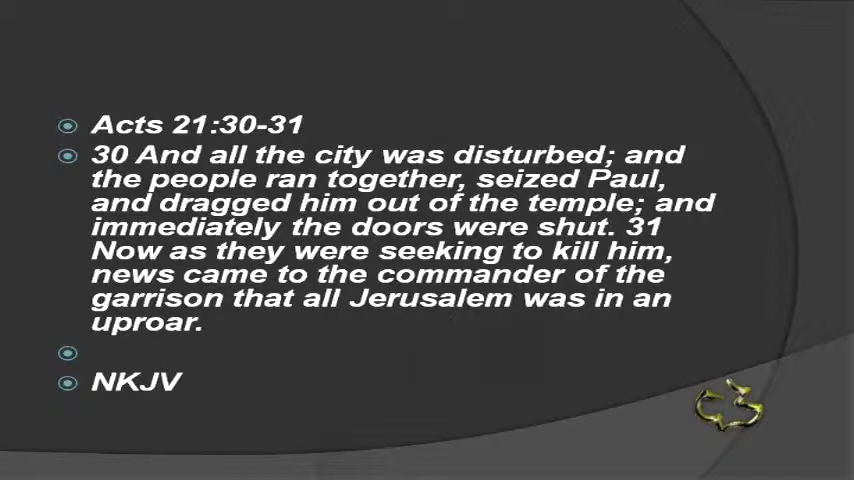 Acts 21:30-31
30 And all the city was disturbed; and
the people ran together, seized Paul,
and dragged him out of the temple; and
immediately the doors were shut. 31
Now as they were seeking to kill him,
news came to the commander of the
garrison that all Jerusalem was in an
uproar.
NKJV